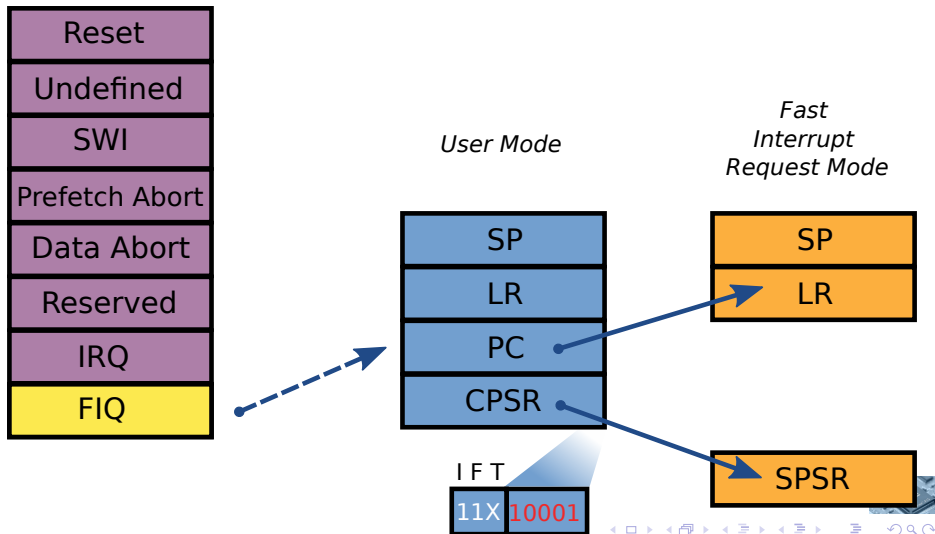 Reset
Undefined
SWI
Prefetch Abort
Data Abort
Reserved
IRQ
FIQ
User Mode
SP
LR
PC
CPSR
I F T
11X 10001
Fast
Interrupt
Request Mode
SP
LR
SPSR